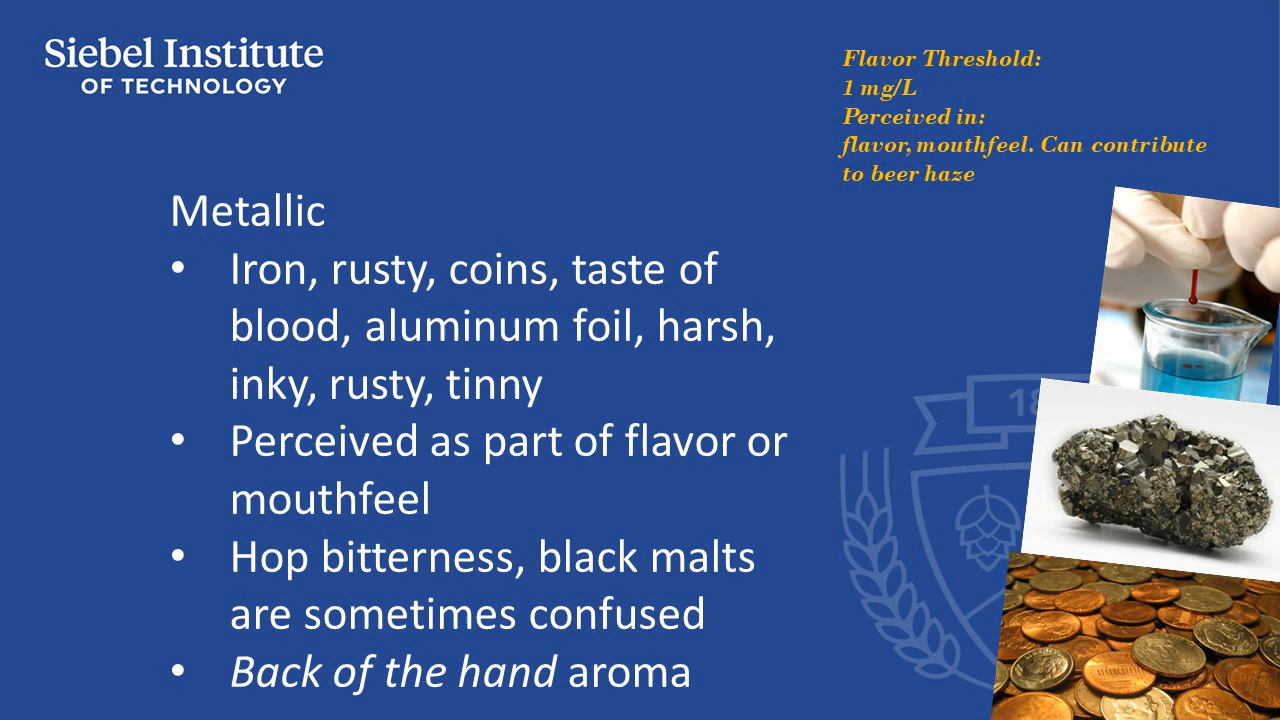 Siebel Institute
OF TECHNOLOGY
Flavor Threshold:
1 mg/L
Perceived in:
flavor, mouthfeel. Can contribute
to beer haze
Metallic
• Iron, rusty, coins, taste of
blood, aluminum foil, harsh,
inky, rusty, tinny
• Perceived as part of flavor or
mouthfeel
• Hop bitterness, black malts
are sometimes confused
• Back of the hand aroma